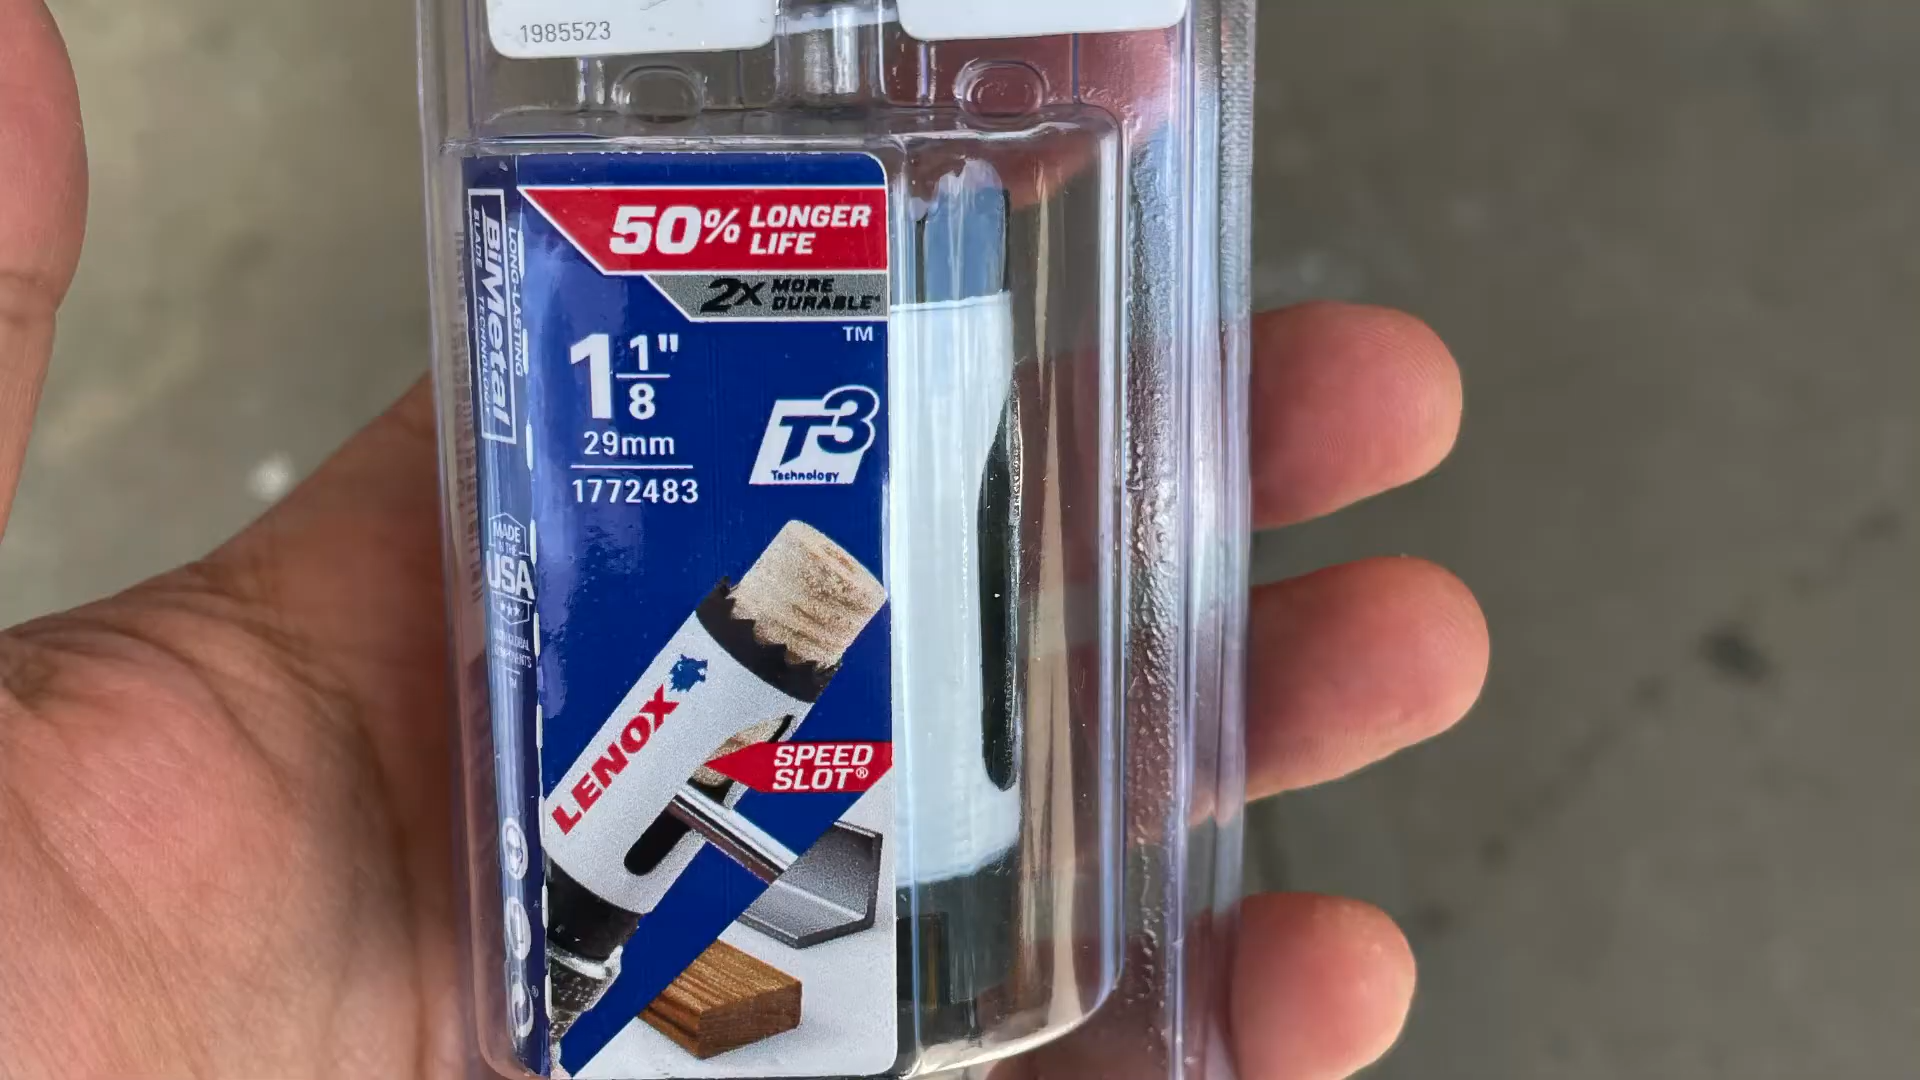 1985523
50% LONGER
LIFE
2X MORE
DURABLE*
TM
1 1/8"
29mm
1772483
T3
Technology
LONG-LASTING
BiMetal
BLADE TECHNOLOGY
MADE
IN THE
USA
LENOX
SPEED
SLOT®